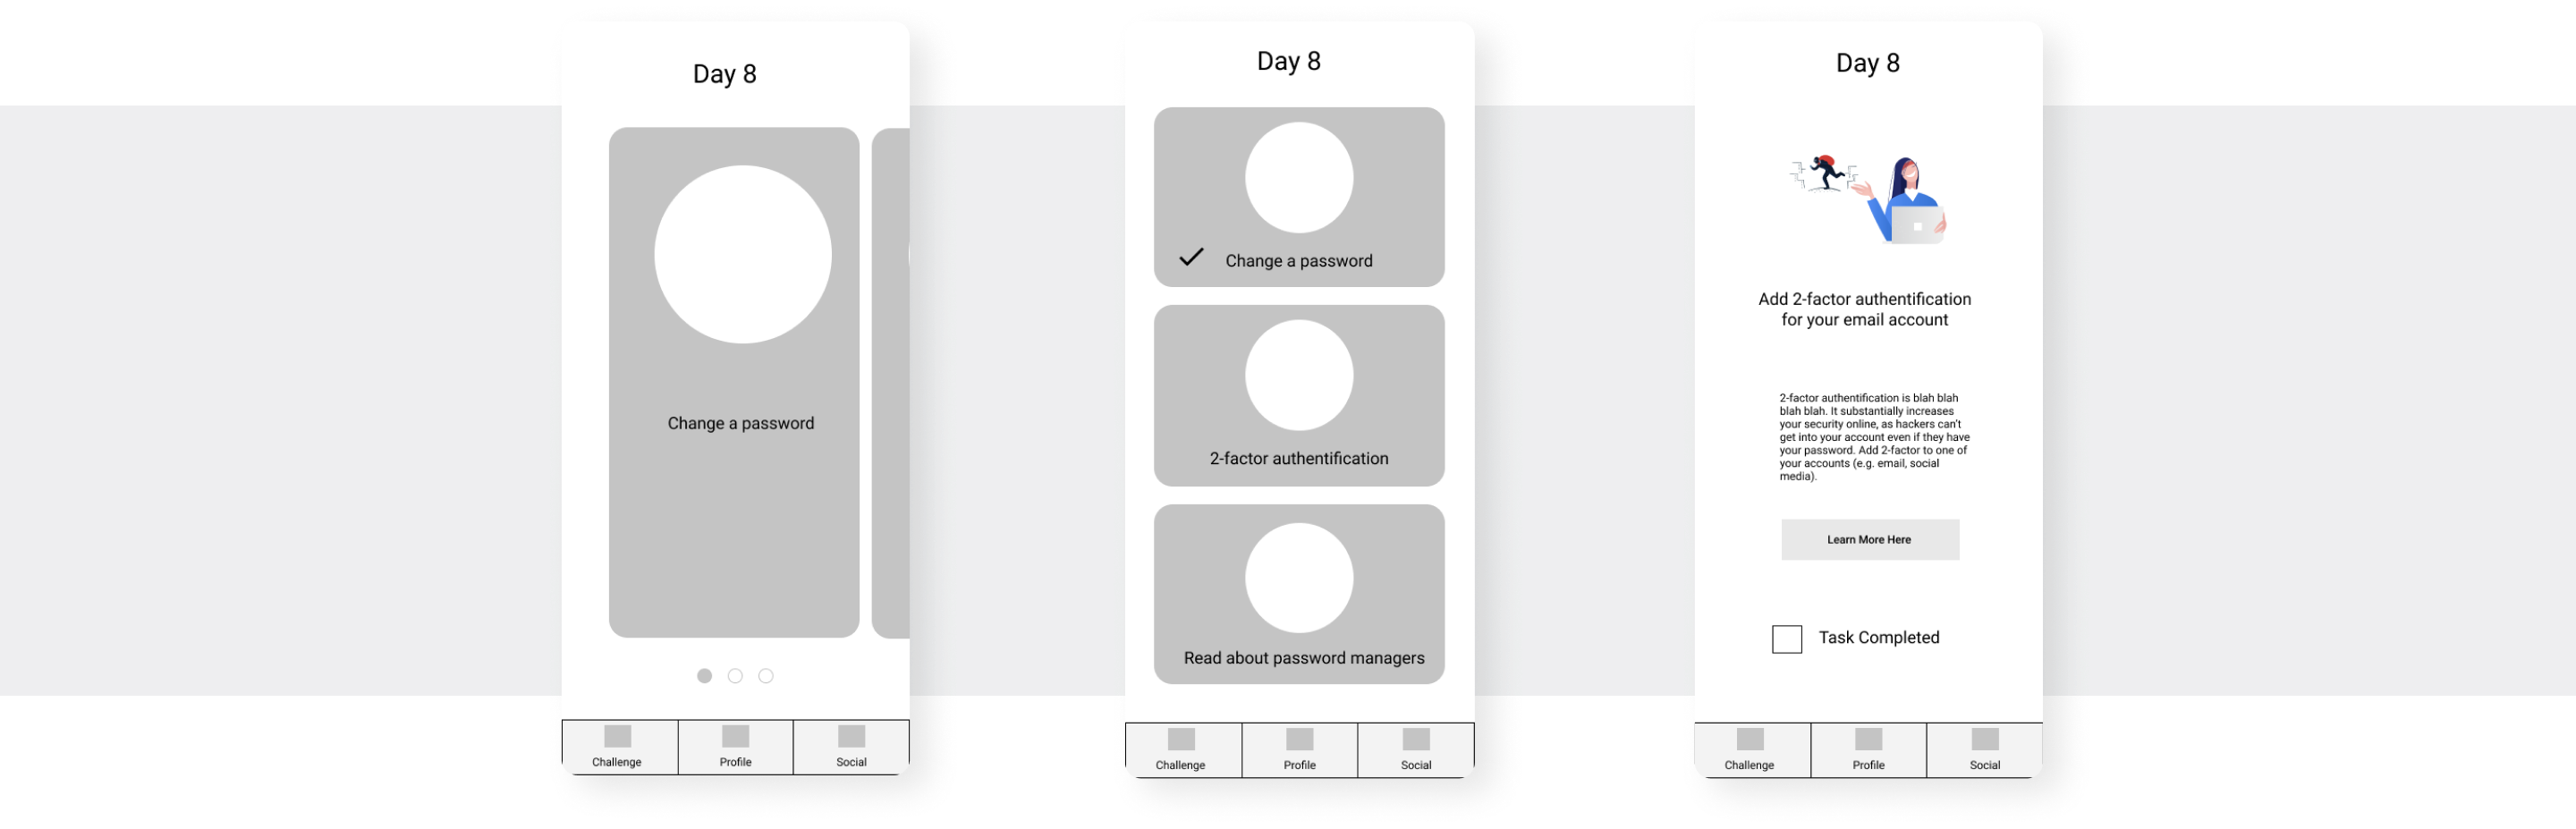 Day 8
Change a password
Challenge
Profile
Social
Day 8
Change a password
2-factor authentification
Read about password managers
Challenge
Profile
Social
Day 8
Add 2-factor authentification
for your email account
2-factor authentification is blah blah
blah blah. It substantially increases
your security online, as hackers can't
get into your account even if they have
your password. Add 2-factor to one of
your accounts (e.g. email, social
media).
Learn More Here
Task Completed
Challenge
Profile
Social